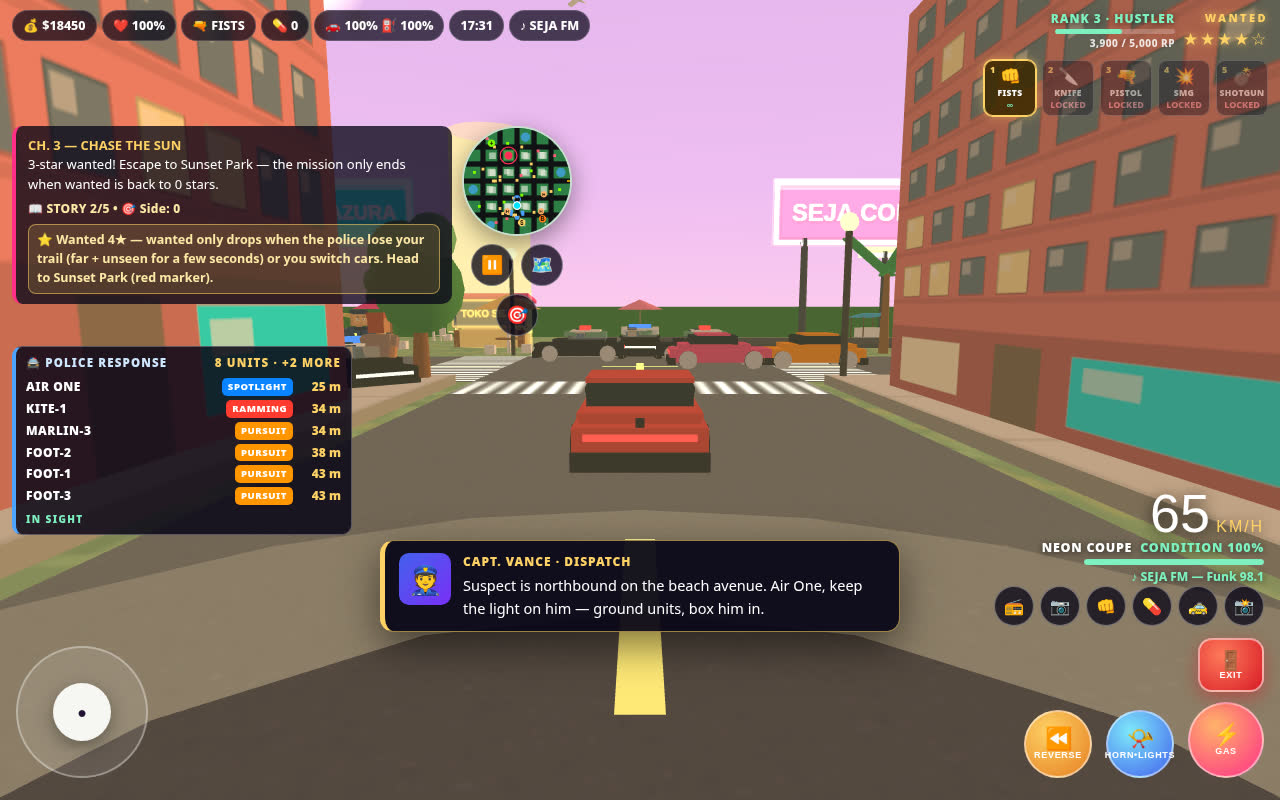 💰 $18450 ❤️ 100% 🔫 FISTS 💊 0 🚗 100% ⛽ 100% 17:31 ♪ SEJA FM
RANK 3 · HUSTLER
3,900 / 5,000 RP
WANTED
★★★★☆
1 FISTS ∞
2 KNIFE LOCKED
3 PISTOL LOCKED
4 SMG LOCKED
5 SHOTGUN LOCKED
CH. 3 — CHASE THE SUN
3-star wanted! Escape to Sunset Park — the mission only ends
when wanted is back to 0 stars.
📖 STORY 2/5 • 🎯 Side: 0
⭐ Wanted 4★ — wanted only drops when the police lose your
trail (far + unseen for a few seconds) or you switch cars. Head
to Sunset Park (red marker).
AZURA
SEJA CO
TOKO S
🚔 POLICE RESPONSE 8 UNITS · +2 MORE
AIR ONE SPOTLIGHT 25 m
KITE-1 RAMMING 34 m
MARLIN-3 PURSUIT 34 m
FOOT-2 PURSUIT 38 m
FOOT-1 PURSUIT 43 m
FOOT-3 PURSUIT 43 m
IN SIGHT
CAPT. VANCE · DISPATCH
Suspect is northbound on the beach avenue. Air One, keep
the light on him — ground units, box him in.
65 KM/H
NEON COUPE CONDITION 100%
♪ SEJA FM — Funk 98.1
EXIT
REVERSE
HORN•LIGHTS
GAS